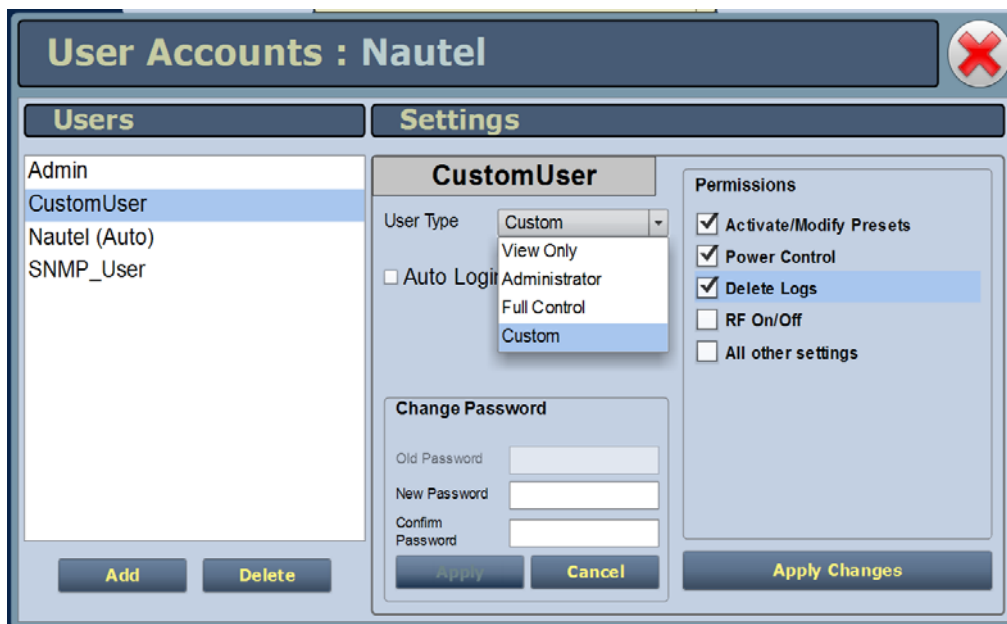 User Accounts : Nautel
Users
Settings
Admin
CustomUser
Nautel (Auto)
SNMP_User
Add
Delete
CustomUser
User Type
Custom
View Only
Administrator
Full Control
Custom
Auto Login
Change Password
Old Password
New Password
Confirm
Password
Apply
Cancel
Permissions
Activate/Modify Presets
Power Control
Delete Logs
RF On/Off
All other settings
Apply Changes